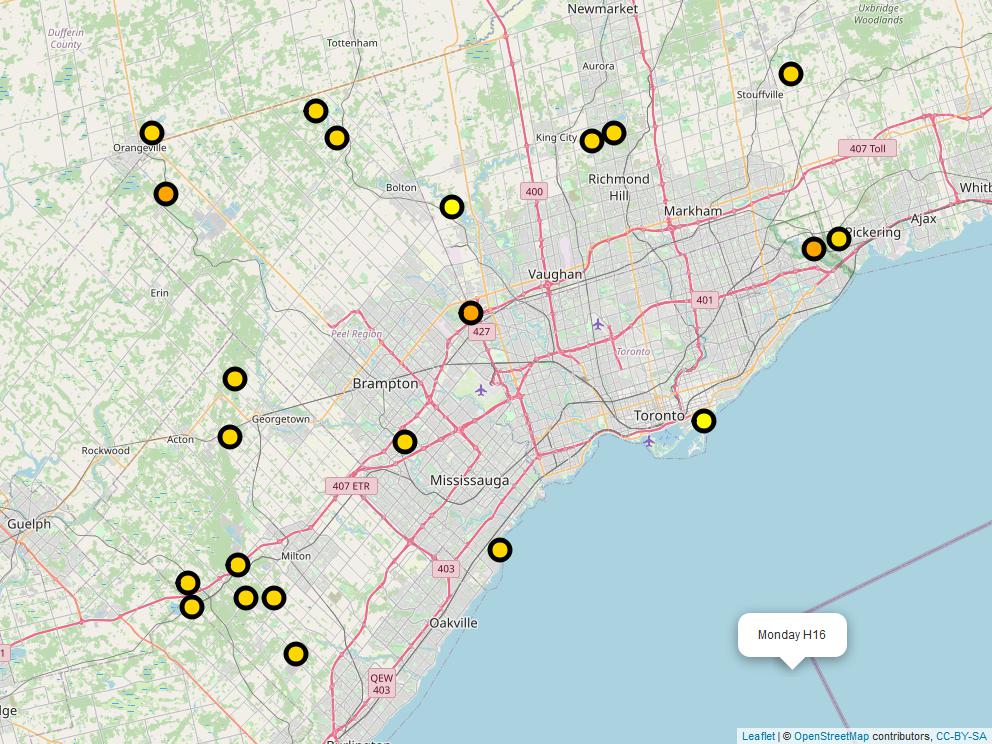 Newmarket
Uxbridge
Woodlands
Dufferin
County
Tottenham
Aurora
Stouffville
King City
Orangeville
407 Toll
Bolton
400
Richmond
Hill
Markham
Whitb
Ajax
Pickering
Vaughan
Erin
401
427
Peel Region
Toronto
Brampton
Georgetown
Toronto
Acton
Rockwood
407 ETR
Mississauga
Guelph
Milton
403
Oakville
Monday H16
1
QEW
403
dge
Burlington
Leaflet | © OpenStreetMap contributors, CC-BY-SA